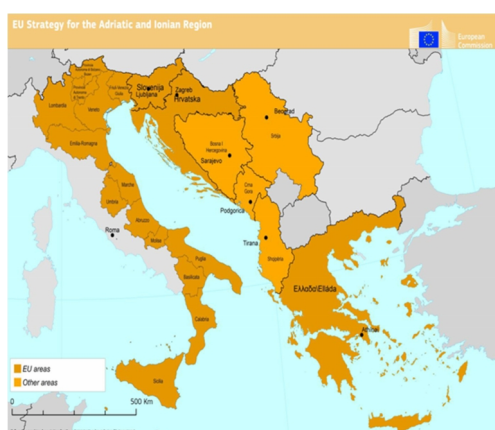 EU Strategy for the Adriatic and Ionian Region
European
Commission
Slovenija
Ljubljana
Zagreb
Hrvatska
Lombardia
Veneto
Emilia-Romagna
Beograd
Srbija
Bosna i
Hercegovina
Sarajevo
Marche
Umbria
Crna
Gora
Podgorica
Abruzzo
Roma
Molise
Tirana
Puglia
Shqipëria
Basilicata
Ελλαδα\Elláda
Calabria
Sicilia
EU areas
Other areas
0
500 Km